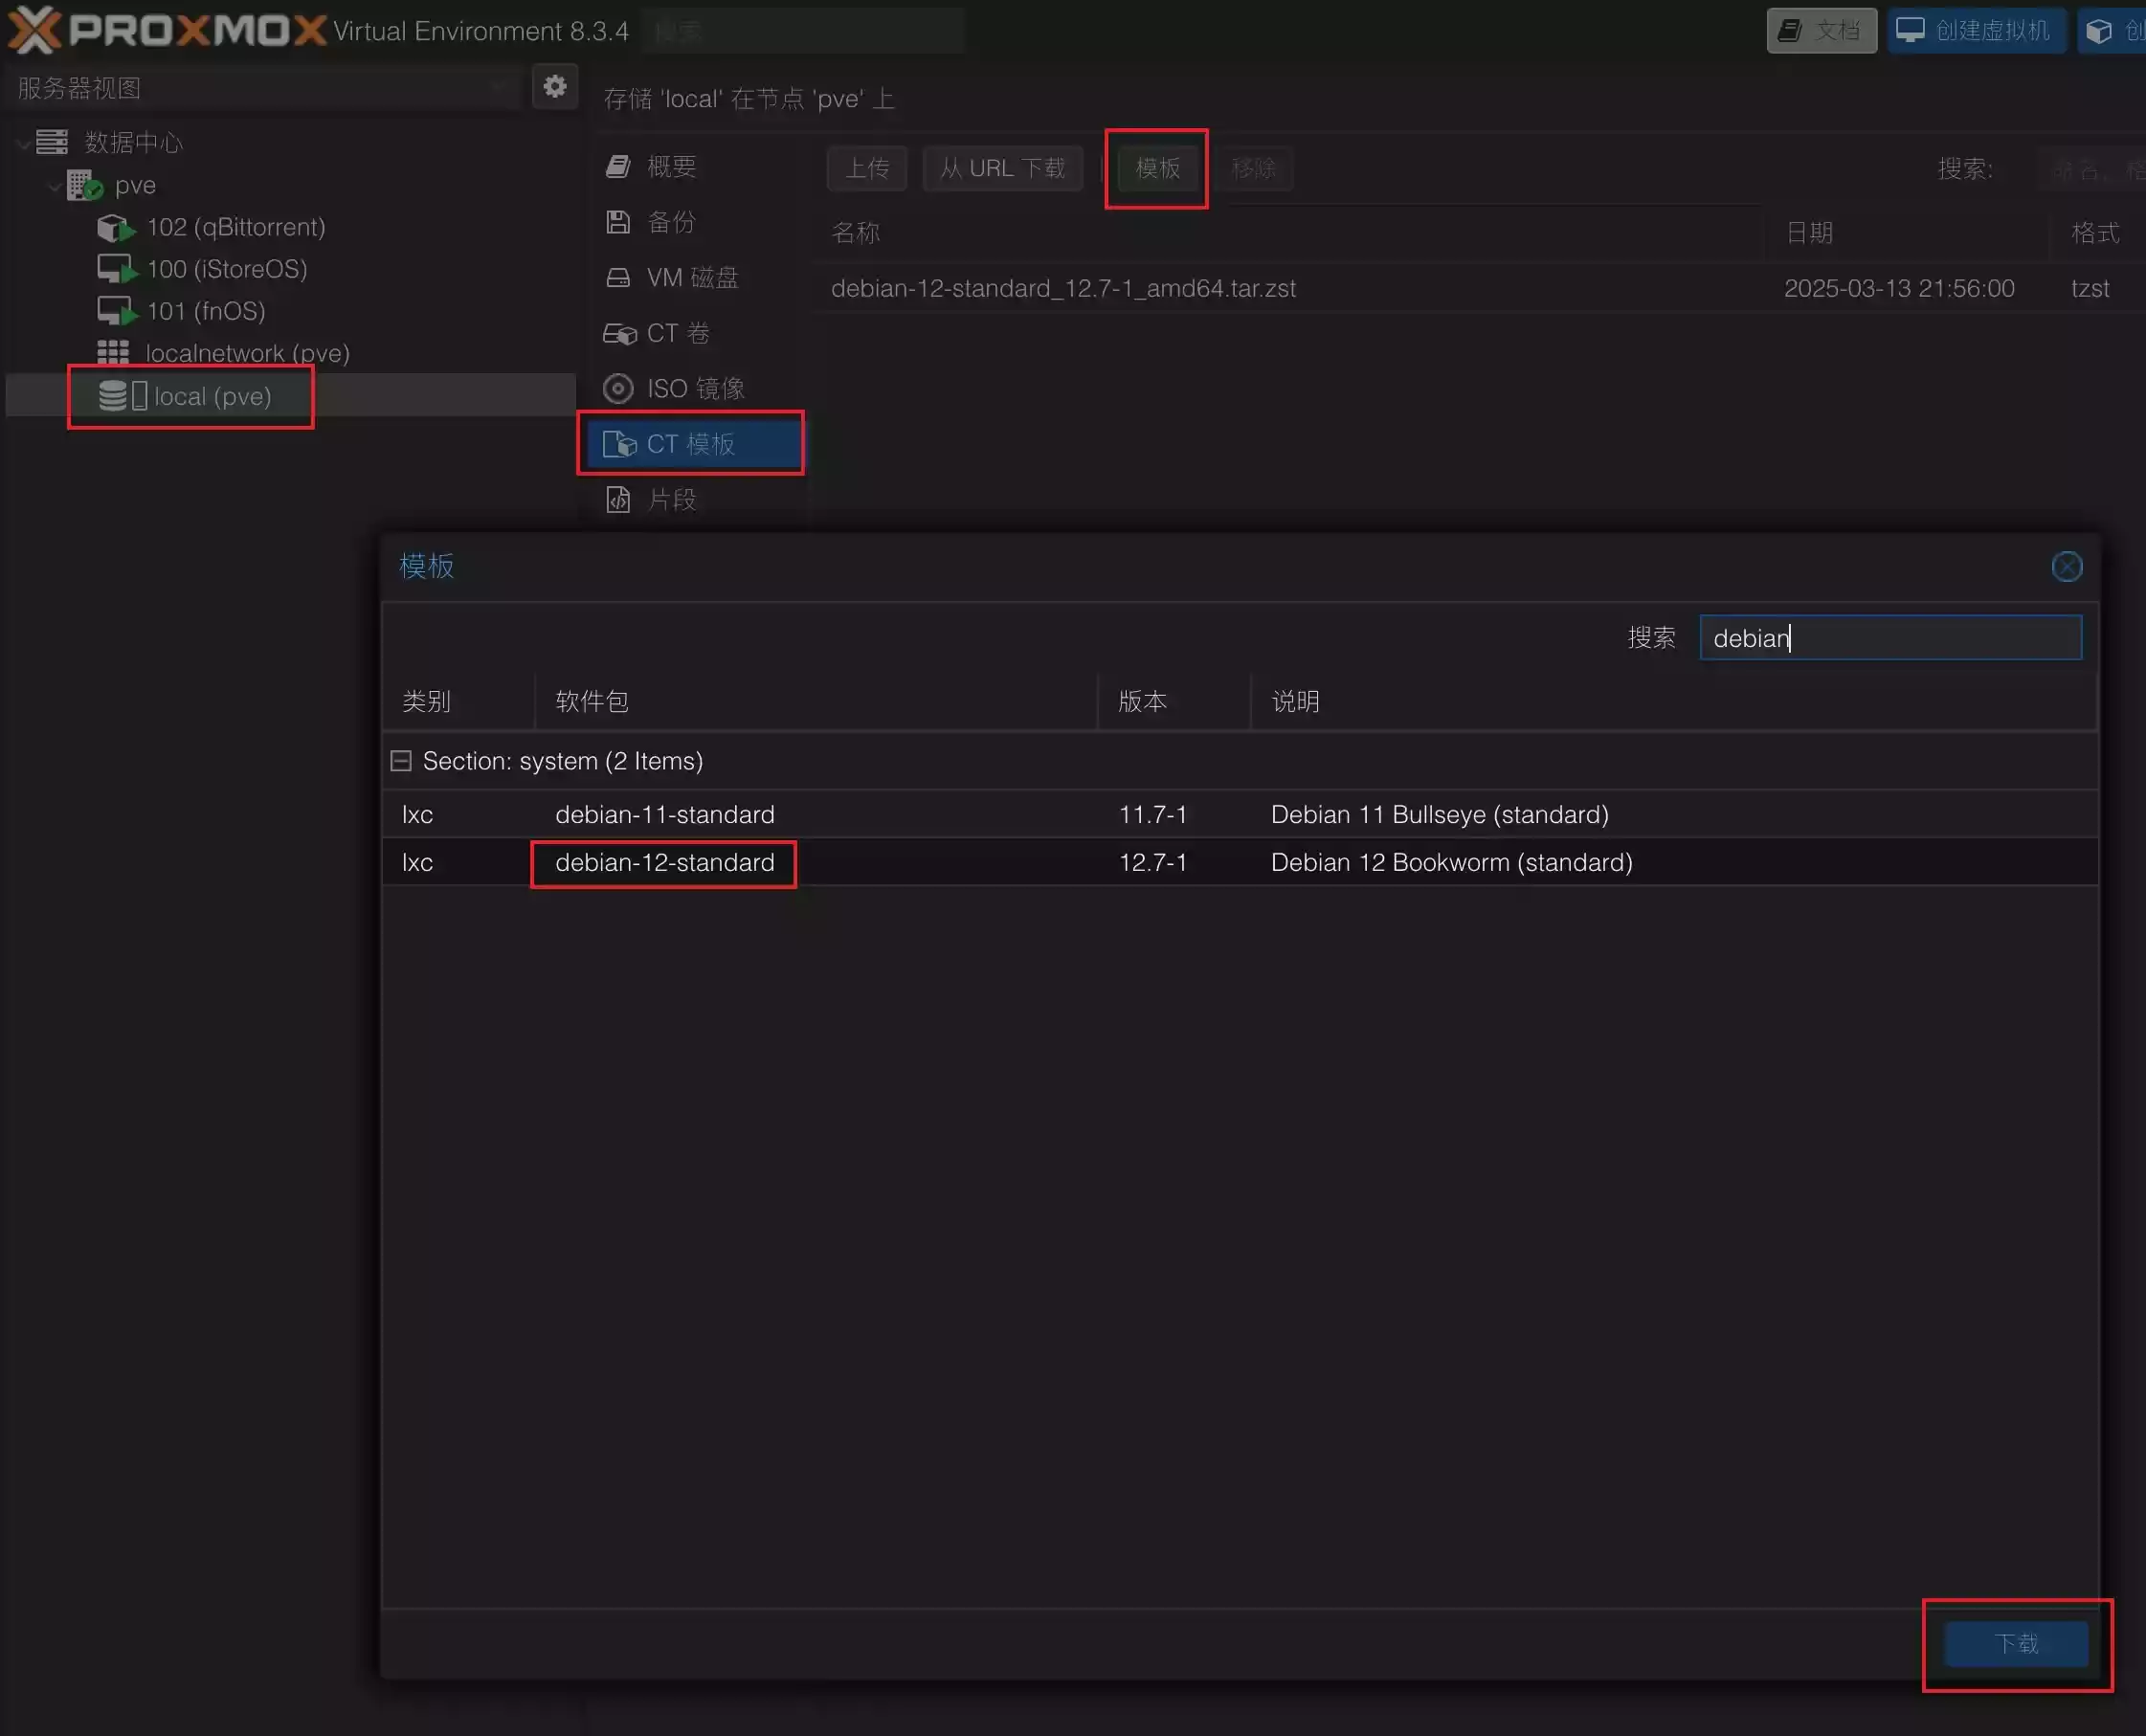 PROXMOX Virtual Environment 8.3.4 搜索
文档 创建虚拟机 创
服务器视图
存储 'local' 在节点 'pve' 上
数据中心
pve
102 (qBittorrent)
100 (iStoreOS)
101 (fnOS)
localnetwork (pve)
local (pve)
概要
备份
VM 磁盘
CT 卷
ISO 镜像
CT 模板
片段
上传 从 URL 下载 模板 移除 搜索:
名称 日期 格式
debian-12-standard_12.7-1_amd64.tar.zst 2025-03-13 21:56:00 tzst
模板
搜索 debian
类别 软件包 版本 说明
Section: system (2 Items)
lxc debian-11-standard 11.7-1 Debian 11 Bullseye (standard)
lxc debian-12-standard 12.7-1 Debian 12 Bookworm (standard)
下载